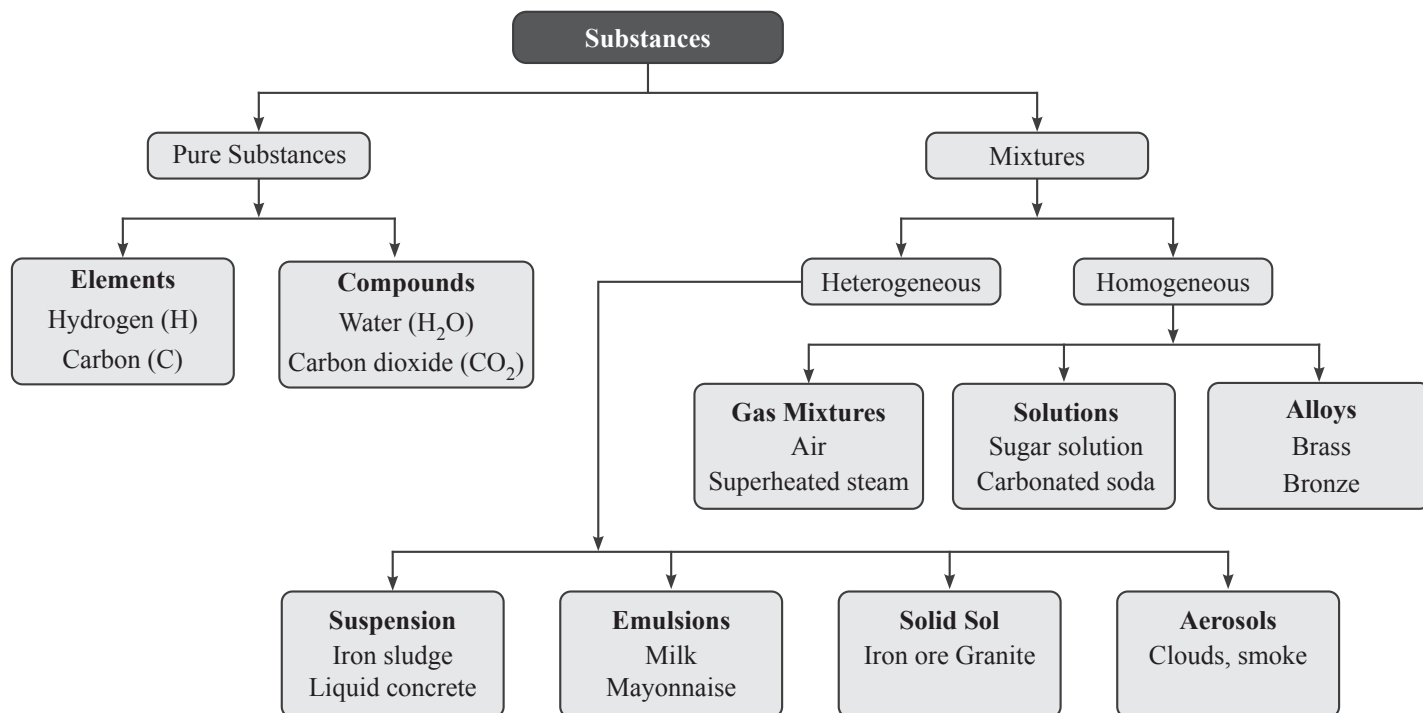 Substances
Pure Substances
Mixtures
Elements
Hydrogen (H)
Carbon (C)
Compounds
Water (H₂O)
Carbon dioxide (CO₂)
Heterogeneous
Homogeneous
Gas Mixtures
Air
Superheated steam
Solutions
Sugar solution
Carbonated soda
Alloys
Brass
Bronze
Suspension
Iron sludge
Liquid concrete
Emulsions
Milk
Mayonnaise
Solid Sol
Iron ore Granite
Aerosols
Clouds, smoke